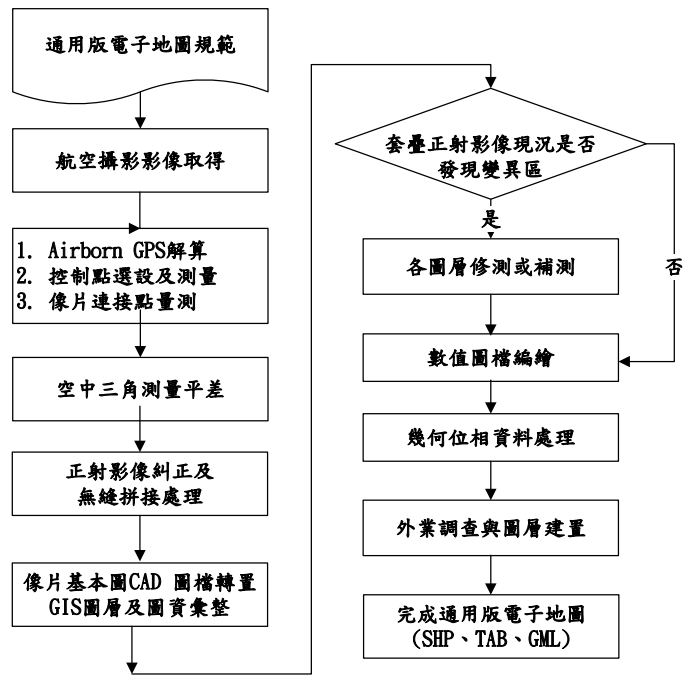 通用版電子地圖規範
航空攝影影像取得
1. Airborn GPS解算
2. 控制點選設及測量
3. 像片連接點量測
空中三角測量平差
正射影像糾正及
無縫拼接處理
像片基本圖CAD 圖檔轉置
GIS圖層及圖資彙整
套疊正射影像現況是否
發現變異區
是
否
各圖層修測或補測
數值圖檔編繪
幾何位相資料處理
外業調查與圖層建置
完成通用版電子地圖
(SHP、TAB、GML)